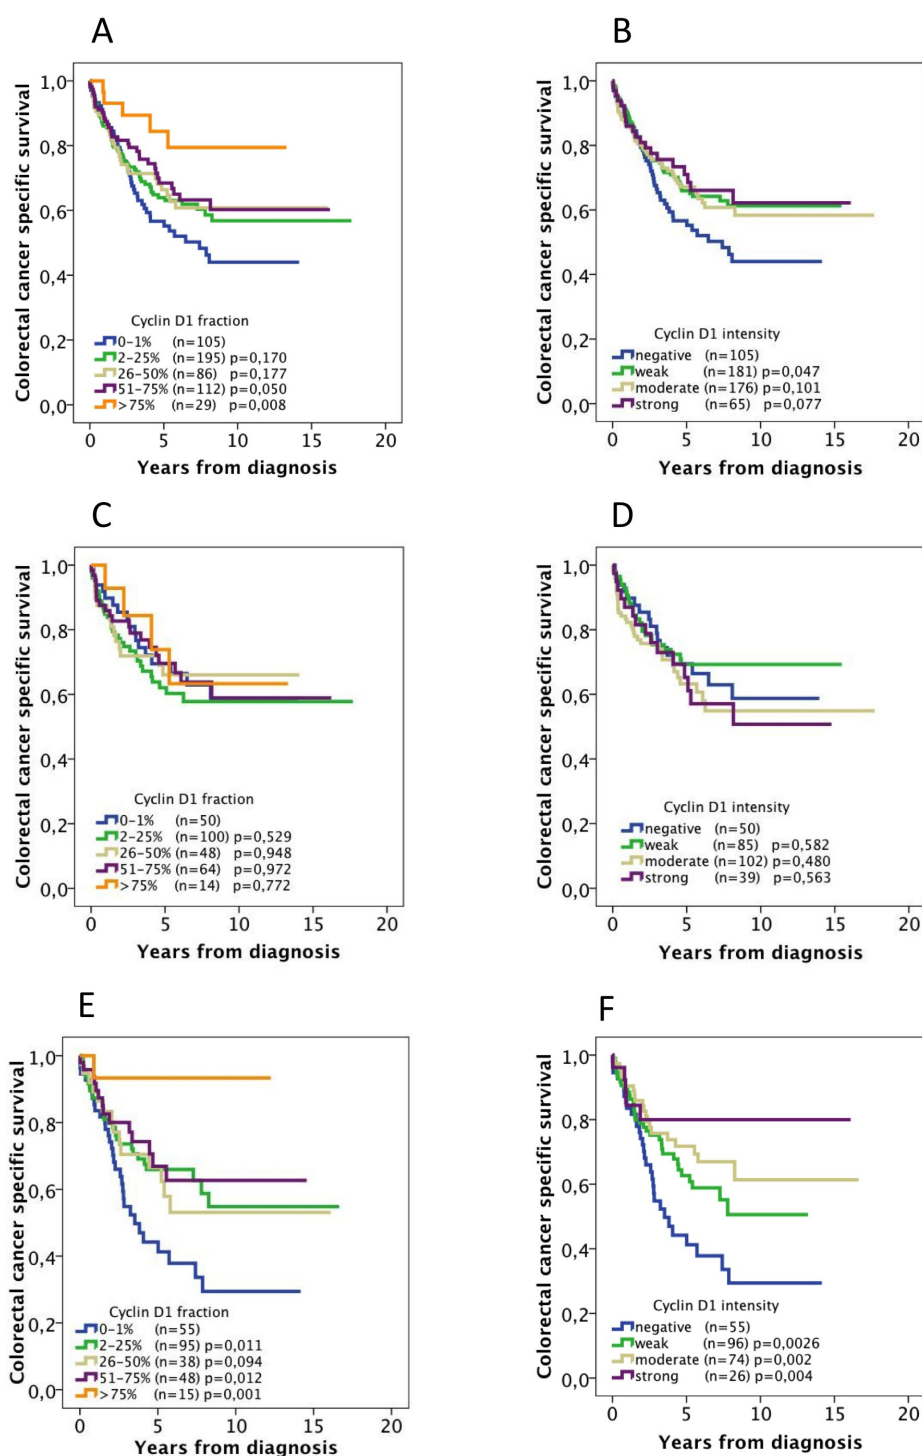 A
Colorectal cancer specific survival
1,0
0,8
0,6
0,4
0,2
0,0
Cyclin D1 fraction
0-1% (n=105)
2-25% (n=195) p=0,170
26-50% (n=86) p=0,177
51-75% (n=112) p=0,050
>75% (n=29) p=0,008
0 5 10 15 20
Years from diagnosis
B
Colorectal cancer specific survival
1,0
0,8
0,6
0,4
0,2
0,0
Cyclin D1 intensity
negative (n=105)
weak (n=181) p=0,047
moderate (n=176) p=0,101
strong (n=65) p=0,077
0 5 10 15 20
Years from diagnosis
C
Colorectal cancer specific survival
1,0
0,8
0,6
0,4
0,2
0,0
Cyclin D1 fraction
0-1% (n=50)
2-25% (n=100) p=0,529
26-50% (n=48) p=0,948
51-75% (n=64) p=0,972
>75% (n=14) p=0,772
0 5 10 15 20
Years from diagnosis
D
Colorectal cancer specific survival
1,0
0,8
0,6
0,4
0,2
0,0
Cyclin D1 intensity
negative (n=50)
weak (n=85) p=0,582
moderate (n=102) p=0,480
strong (n=39) p=0,563
0 5 10 15 20
Years from diagnosis
E
Colorectal cancer specific survival
1,0
0,8
0,6
0,4
0,2
0,0
Cyclin D1 fraction
0-1% (n=55)
2-25% (n=95) p=0,011
26-50% (n=38) p=0,094
51-75% (n=48) p=0,012
>75% (n=15) p=0,001
0 5 10 15 20
Years from diagnosis
F
Colorectal cancer specific survival
1,0
0,8
0,6
0,4
0,2
0,0
Cyclin D1 intensity
negative (n=55)
weak (n=96) p=0,0026
moderate (n=74) p=0,002
strong (n=26) p=0,004
0 5 10 15 20
Years from diagnosis